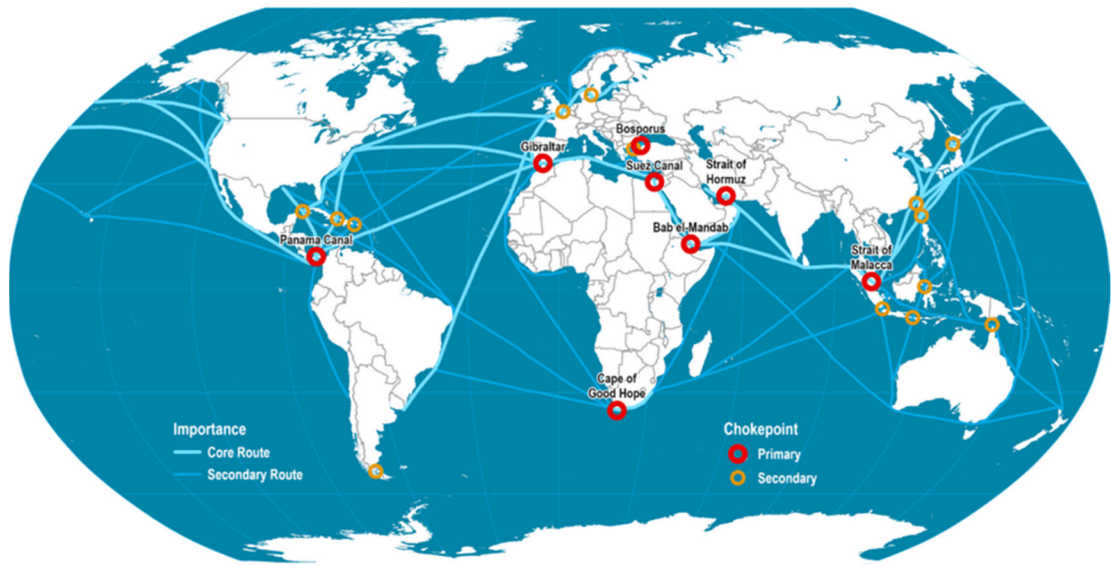 Bosporus
Gibraltar
Suez Canal
Strait of
Hormuz
Bab el-Mandab
Panama Canal
Strait of
Malacca
Cape of
Good Hope
Importance
Core Route
Secondary Route
Chokepoint
Primary
Secondary